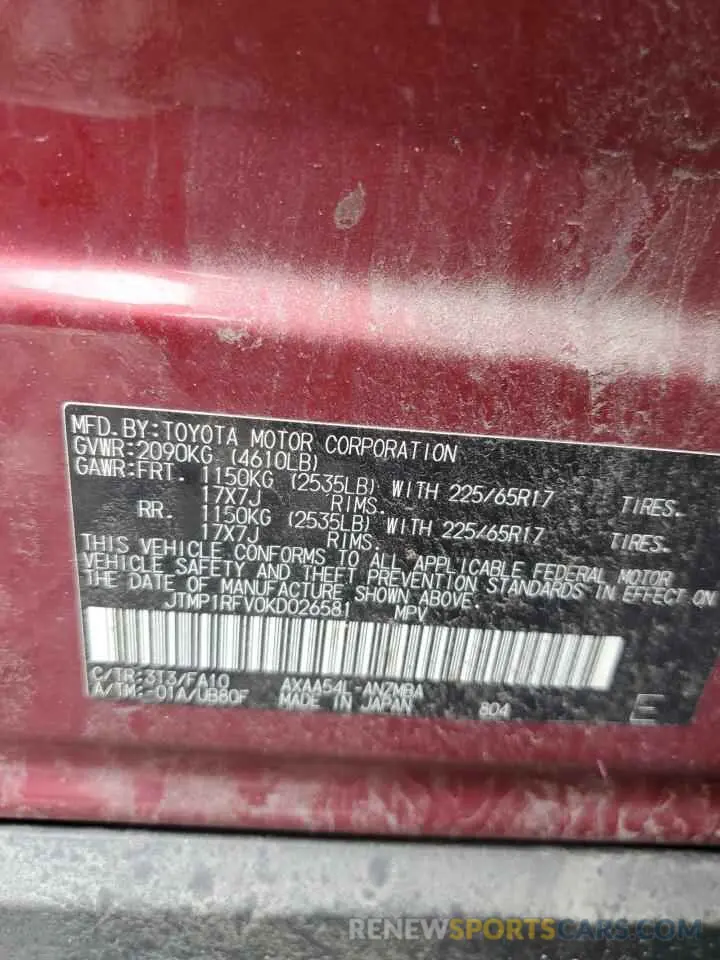 MFD. BY: TOYOTA MOTOR CORPORATION
GVWR: 2090KG (4610LB)
GAWR: FRT. 1150KG (2535LB) WITH 225/65R17 TIRES.
17X7J RIMS.
RR. 1150KG (2535LB) WITH 225/65R17 TIRES.
17X7J RIMS.
THIS VEHICLE CONFORMS TO ALL APPLICABLE FEDERAL MOTOR
VEHICLE SAFETY AND THEFT PREVENTION STANDARDS IN EFFECT ON
THE DATE OF MANUFACTURE SHOWN ABOVE.
JTMP1RFV0KD026581 MPV
C/TR: 3T3/FA10 AXAA54L-ANZMBA
A/TM: -01A/UB80F MADE IN JAPAN 804 E
RENEWSPORTSCARS.COM